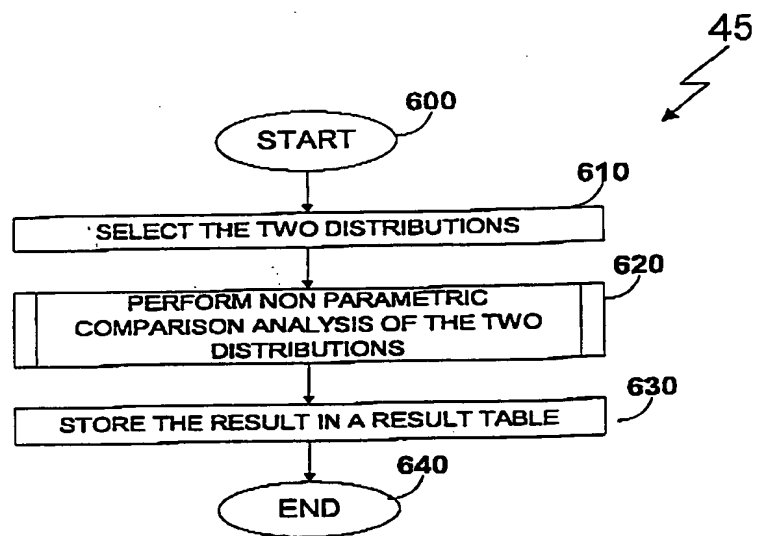 45
600
START
610
SELECT THE TWO DISTRIBUTIONS
620
PERFORM NON PARAMETRIC
COMPARISON ANALYSIS OF THE TWO
DISTRIBUTIONS
630
STORE THE RESULT IN A RESULT TABLE
640
END